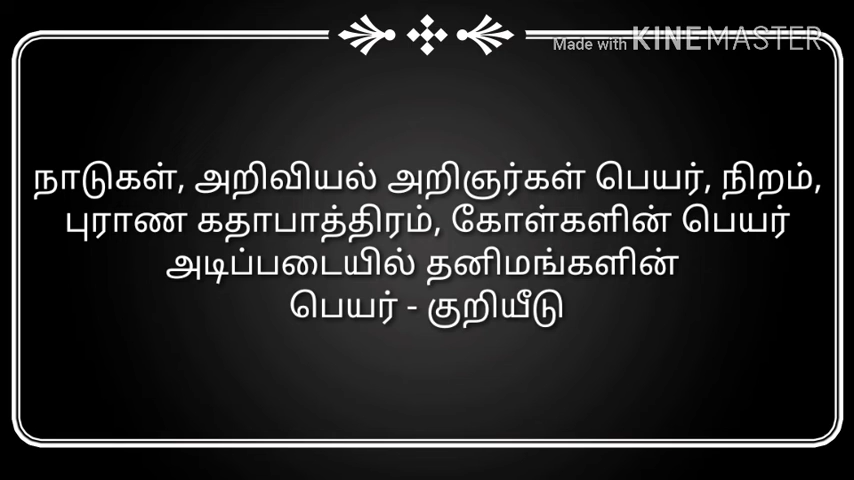 Made with KINEMASTER
நாடுகள், அறிவியல் அறிஞர்கள் பெயர், நிறம்,
புராண கதாபாத்திரம், கோள்களின் பெயர்
அடிப்படையில் தனிமங்களின்
பெயர் - குறியீடு